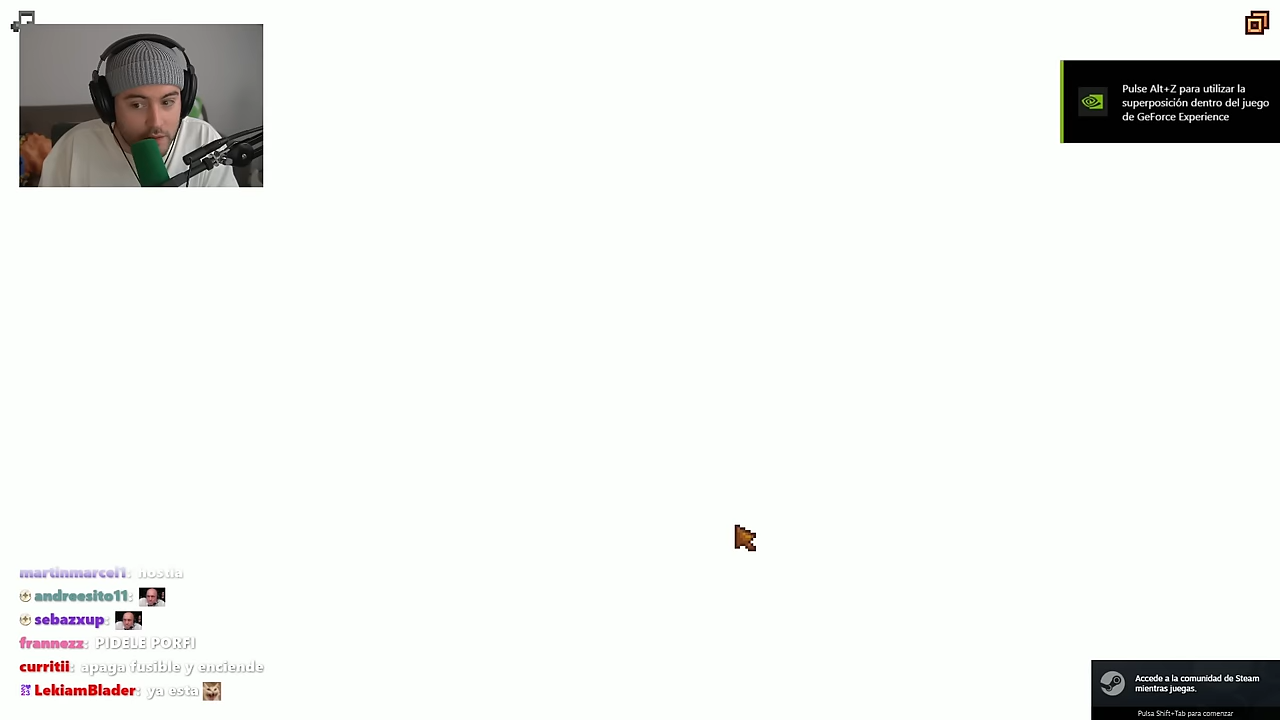 Pulse Alt+Z para utilizar la
superposición dentro del juego
de GeForce Experience
martinmarcel1: hostia
andreesito11:
sebazxup:
frannezz: PIDELE PORFI
curritii: apaga fusible y enciende
LekiamBlader: ya esta
Accede a la comunidad de Steam
mientras juegas.
Pulsa Shift+Tab para comenzar